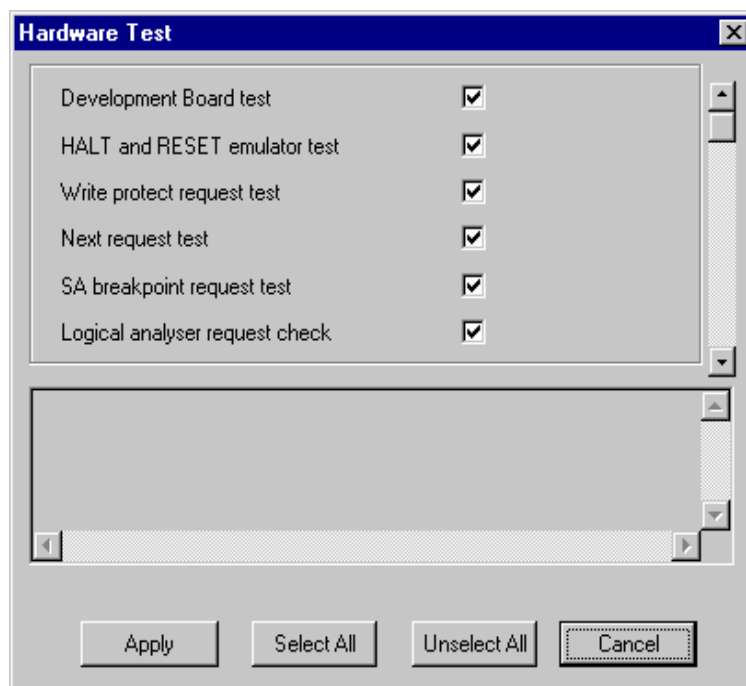 Hardware Test
Development Board test
HALT and RESET emulator test
Write protect request test
Next request test
SA breakpoint request test
Logical analyser request check
Apply
Select All
Unselect All
Cancel